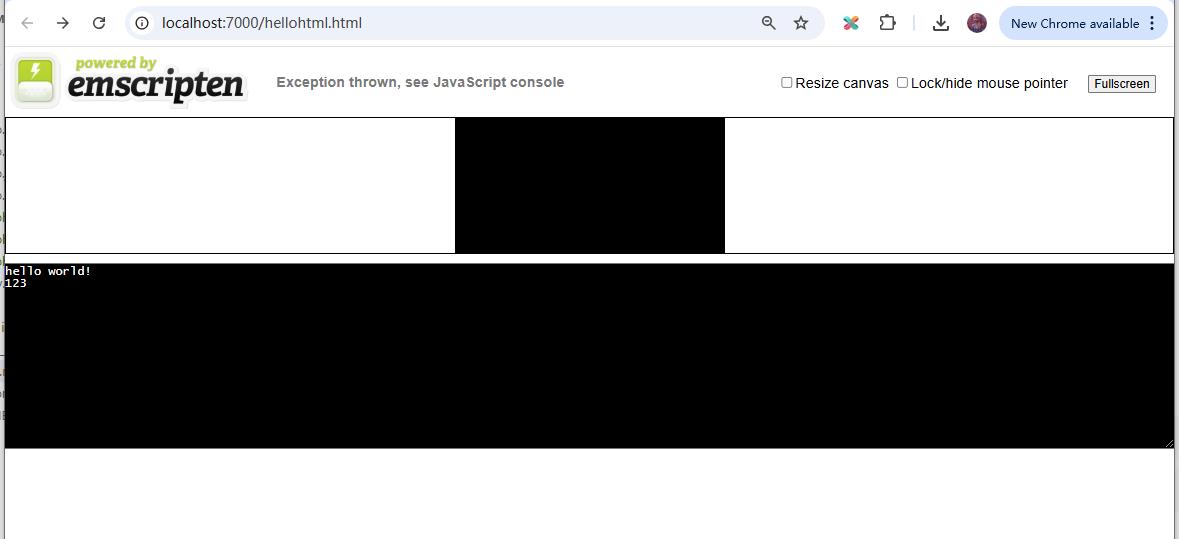 localhost:7000/hellohtml.html
New Chrome available
powered by
emscripten
Exception thrown, see JavaScript console
Resize canvas
Lock/hide mouse pointer
Fullscreen
hello world!
123